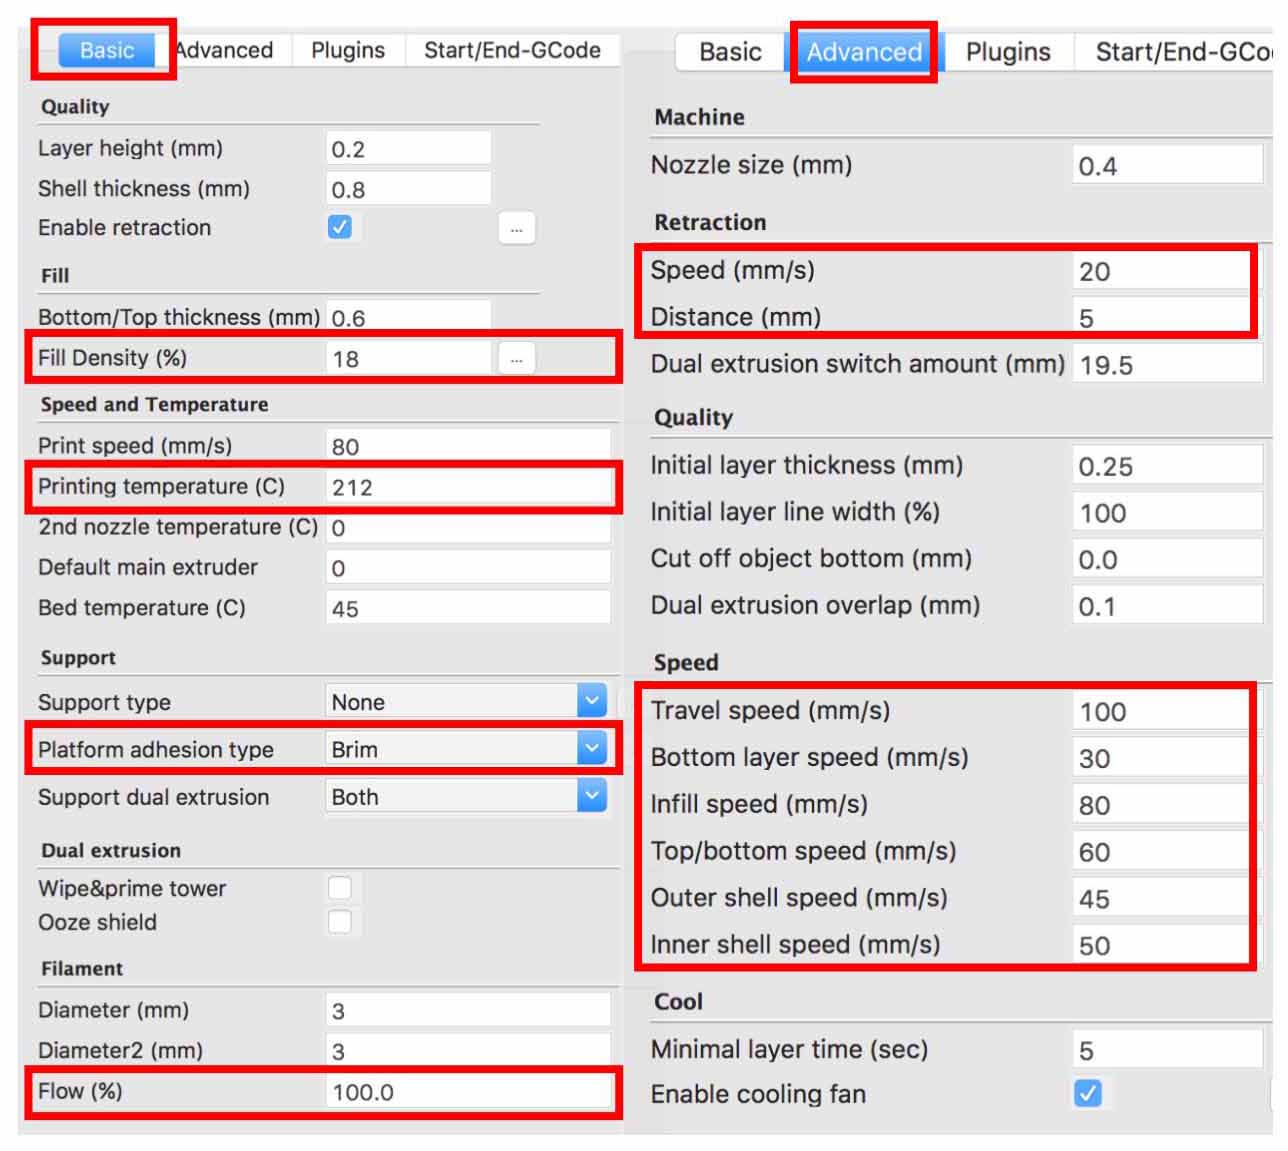 Basic Advanced Plugins Start/End-GCode
Quality
Layer height (mm) 0.2
Shell thickness (mm) 0.8
Enable retraction ...
Fill
Bottom/Top thickness (mm) 0.6
Fill Density (%) 18 ...
Speed and Temperature
Print speed (mm/s) 80
Printing temperature (C) 212
2nd nozzle temperature (C) 0
Default main extruder 0
Bed temperature (C) 45
Support
Support type None
Platform adhesion type Brim
Support dual extrusion Both
Dual extrusion
Wipe&prime tower
Ooze shield
Filament
Diameter (mm) 3
Diameter2 (mm) 3
Flow (%) 100.0
Basic Advanced Plugins Start/End-GCo
Machine
Nozzle size (mm) 0.4
Retraction
Speed (mm/s) 20
Distance (mm) 5
Dual extrusion switch amount (mm) 19.5
Quality
Initial layer thickness (mm) 0.25
Initial layer line width (%) 100
Cut off object bottom (mm) 0.0
Dual extrusion overlap (mm) 0.1
Speed
Travel speed (mm/s) 100
Bottom layer speed (mm/s) 30
Infill speed (mm/s) 80
Top/bottom speed (mm/s) 60
Outer shell speed (mm/s) 45
Inner shell speed (mm/s) 50
Cool
Minimal layer time (sec) 5
Enable cooling fan